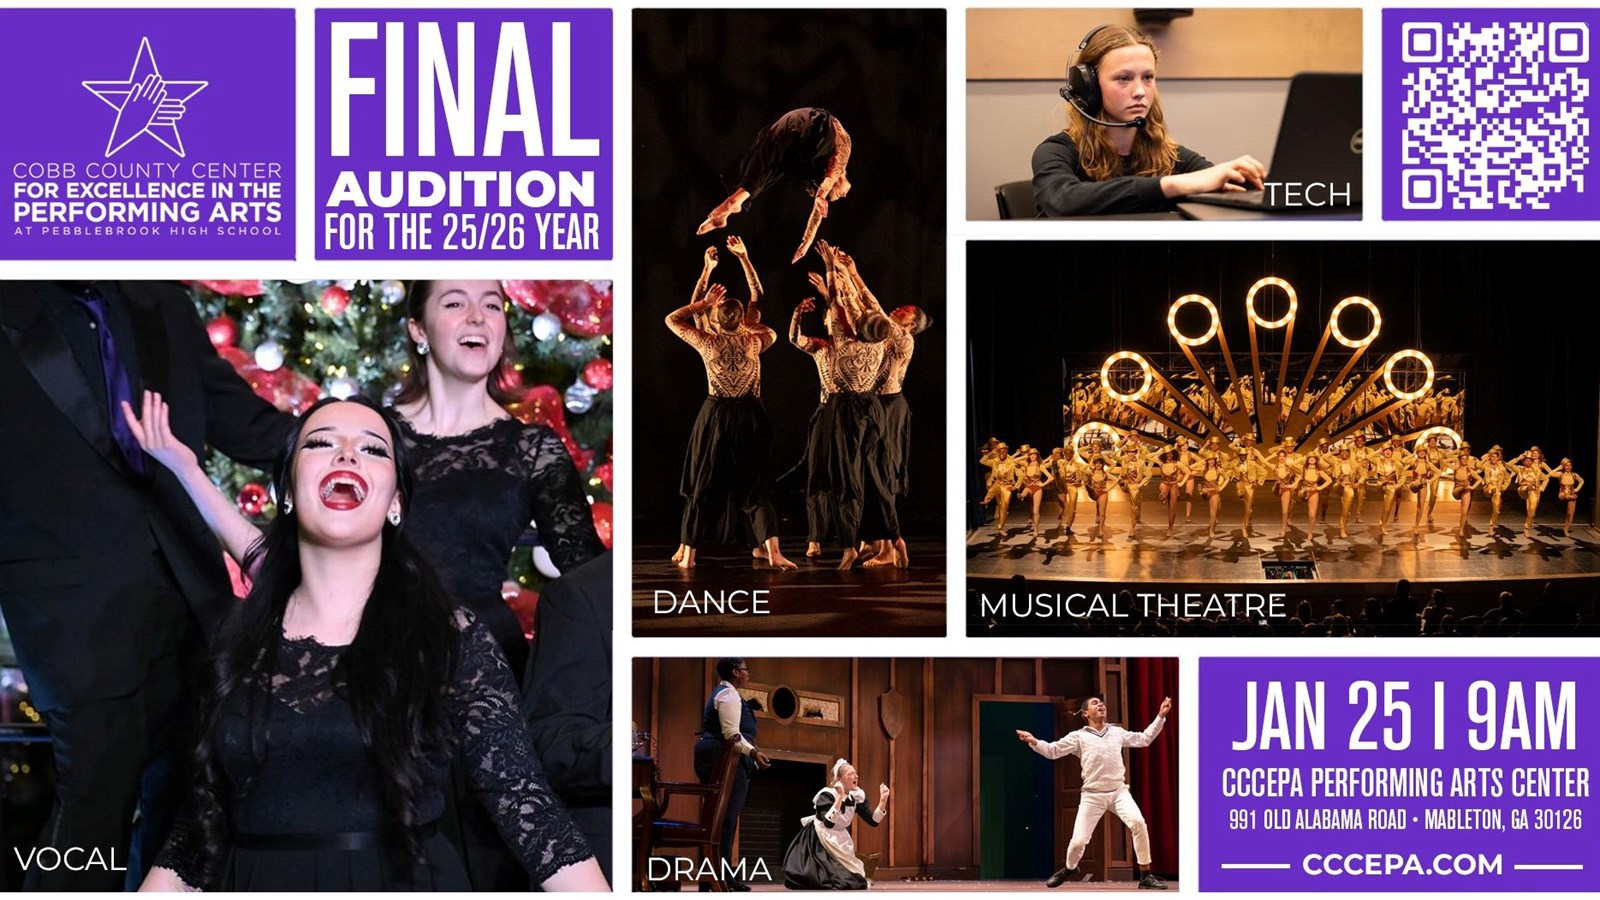 COBB COUNTY CENTER
FOR EXCELLENCE IN THE
PERFORMING ARTS
AT PEBBLEBROOK HIGH SCHOOL
FINAL
AUDITION
FOR THE 25/26 YEAR
TECH
VOCAL
DANCE
MUSICAL THEATRE
DRAMA
JAN 25 | 9AM
CCCEPA PERFORMING ARTS CENTER
991 OLD ALABAMA ROAD • MABLETON, GA 30126
CCCEPA.COM